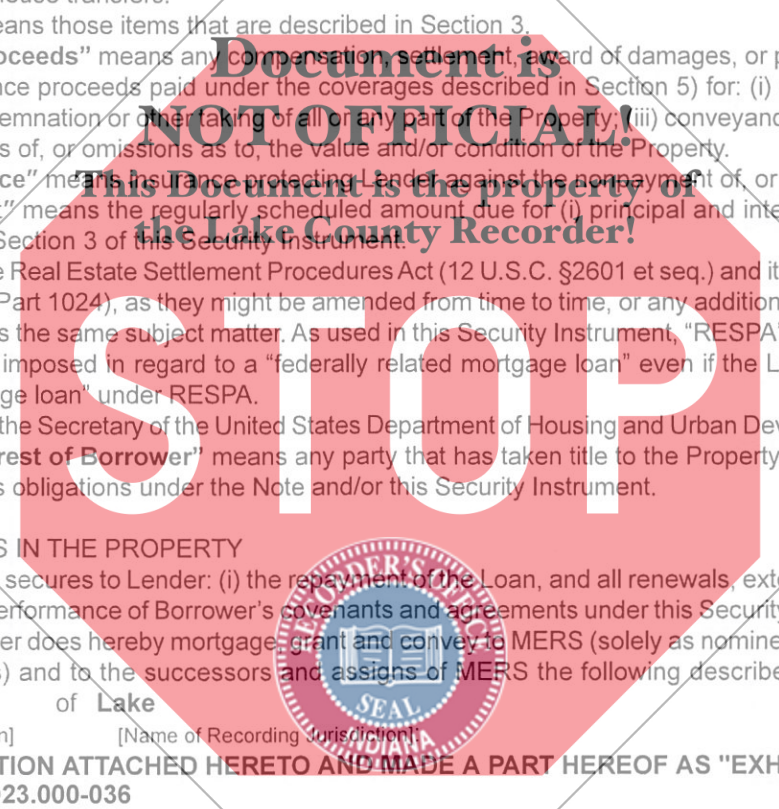 ouse transfers.
eans those items that are described in Section 3.
oceeds" means any compensation, settlement, award of damages, or p
nce proceeds paid under the coverages described in Section 5) for: (i)
demnation or other taking of all or any part of the Property; (iii) conveyanc
s of, or omissions as to, the value and/or condition of the Property.
ce" means insurance protecting Lender against the nonpayment of, or
" means the regularly scheduled amount due for (i) principal and inte
Section 3 of this Security Instrument.
e Real Estate Settlement Procedures Act (12 U.S.C. §2601 et seq.) and it
Part 1024), as they might be amended from time to time, or any addition
s the same subject matter. As used in this Security Instrument, "RESPA"
imposed in regard to a "federally related mortgage loan" even if the L
ge loan" under RESPA.
the Secretary of the United States Department of Housing and Urban Dev
rest of Borrower" means any party that has taken title to the Property
s obligations under the Note and/or this Security Instrument.
S IN THE PROPERTY
secures to Lender: (i) the repayment of the Loan, and all renewals, exte
erformance of Borrower's covenants and agreements under this Securit
er does hereby mortgage, grant and convey to MERS (solely as nomine
s) and to the successors and assigns of MERS the following describe
of Lake
n] [Name of Recording Jurisdiction]:
TION ATTACHED HERETO AND MADE A PART HEREOF AS "EXH
023.000-036
Document is
NOT OFFICIAL!
This Document is the property of
the Lake County Recorder!
STOP
RECORDER'S OFFICE
SEAL
INDIANA